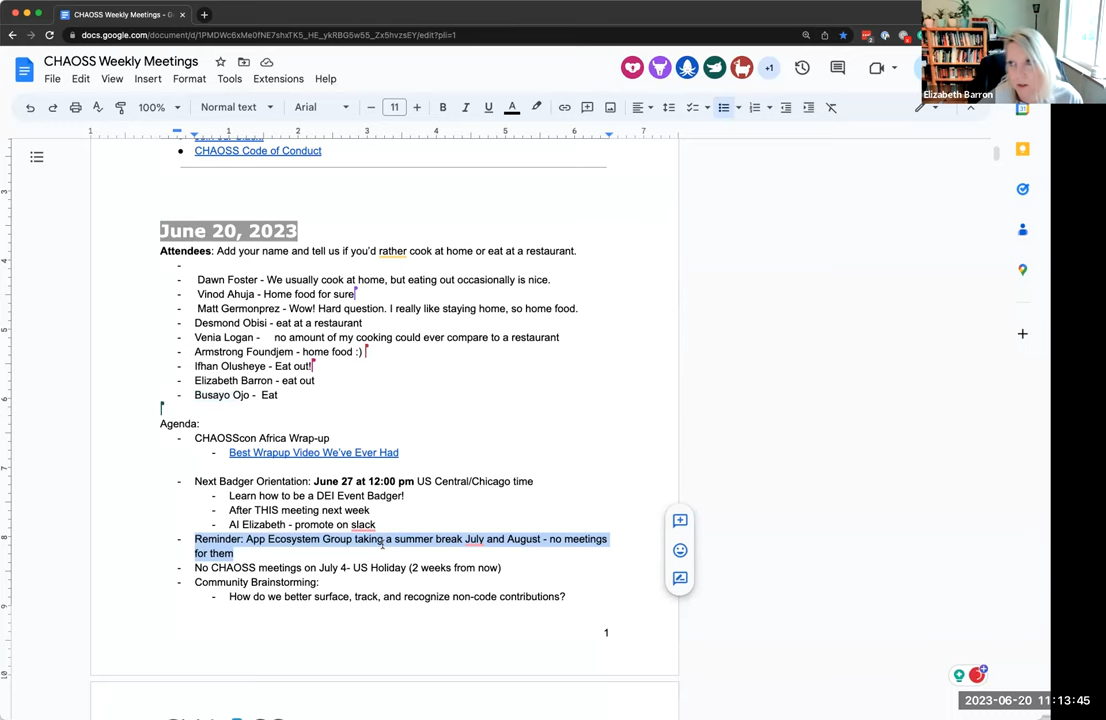 CHAOSS Weekly Meetings - G
docs.google.com/document/d/1PMDWc6xMe0fNE7shxTK5_HE_ykRBG5w55_Zx5hvzsEY/edit?pli=1
CHAOSS Weekly Meetings
File Edit View Insert Format Tools Extensions Help
+1
100% Normal text Arial 11
Elizabeth Barron
1 1 2 3 4 5 6 7
CHAOSS Code of Conduct
June 20, 2023
Attendees: Add your name and tell us if you'd rather cook at home or eat at a restaurant.
-
- Dawn Foster - We usually cook at home, but eating out occasionally is nice.
- Vinod Ahuja - Home food for sure
- Matt Germonprez - Wow! Hard question. I really like staying home, so home food.
- Desmond Obisi - eat at a restaurant
- Venia Logan - no amount of my cooking could ever compare to a restaurant
- Armstrong Foundjem - home food :)
- Ifhan Olusheye - Eat out!
- Elizabeth Barron - eat out
- Busayo Ojo - Eat
Agenda:
- CHAOSScon Africa Wrap-up
- Best Wrapup Video We've Ever Had
- Next Badger Orientation: June 27 at 12:00 pm US Central/Chicago time
- Learn how to be a DEI Event Badger!
- After THIS meeting next week
- AI Elizabeth - promote on slack
- Reminder: App Ecosystem Group taking a summer break July and August - no meetings
for them
- No CHAOSS meetings on July 4- US Holiday (2 weeks from now)
- Community Brainstorming:
- How do we better surface, track, and recognize non-code contributions?
1
2023-06-20 11:13:45